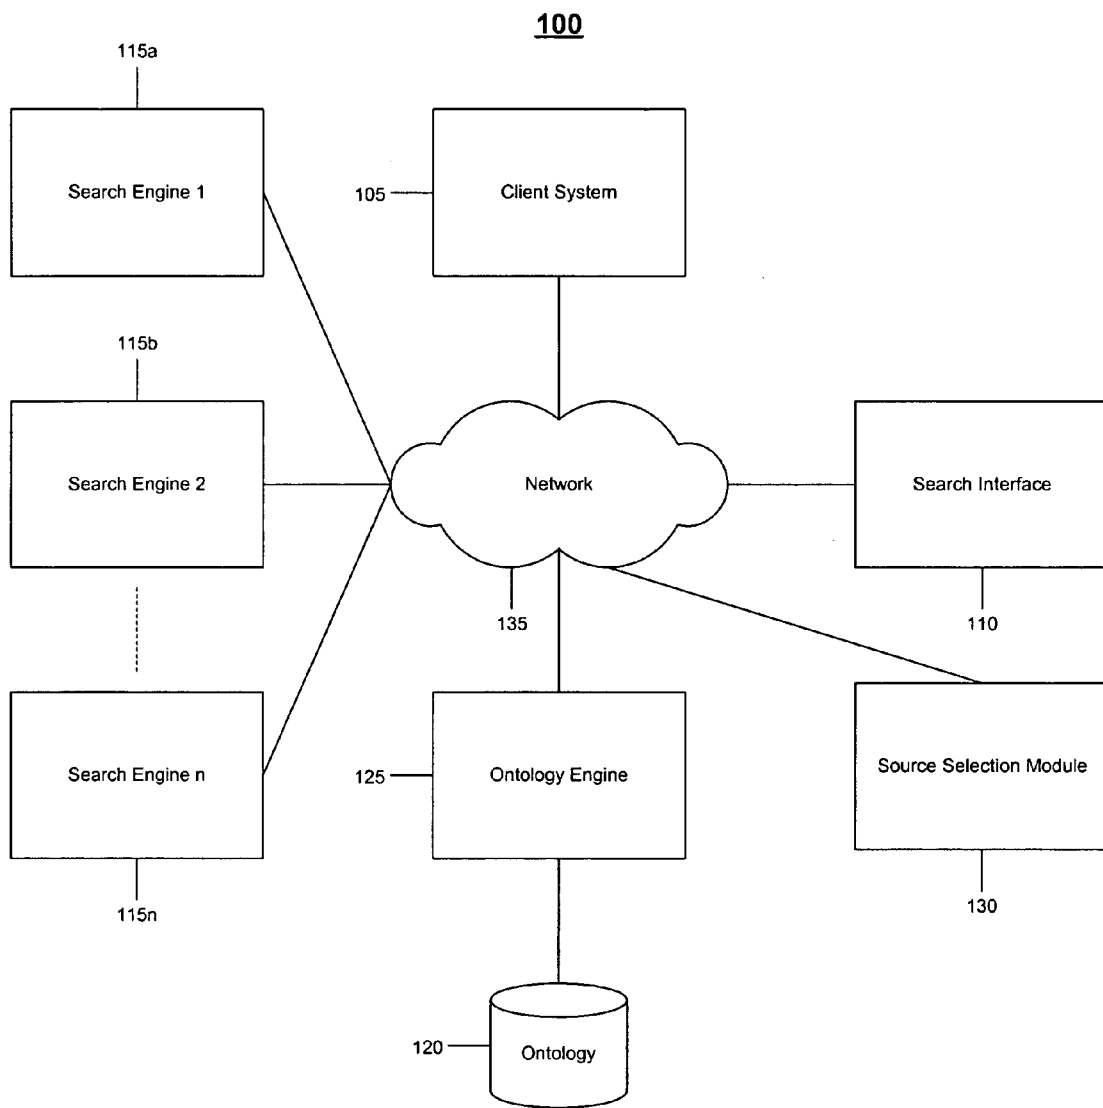 100
115a
Search Engine 1
105
Client System
115b
Search Engine 2
Network
Search Interface
135
110
Search Engine n
125
Ontology Engine
Source Selection Module
115n
130
120
Ontology